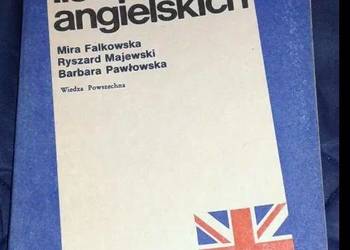 angielskich
Mira Falkowska
Ryszard Majewski
Barbara Pawłowska
Wiedza Powszechna